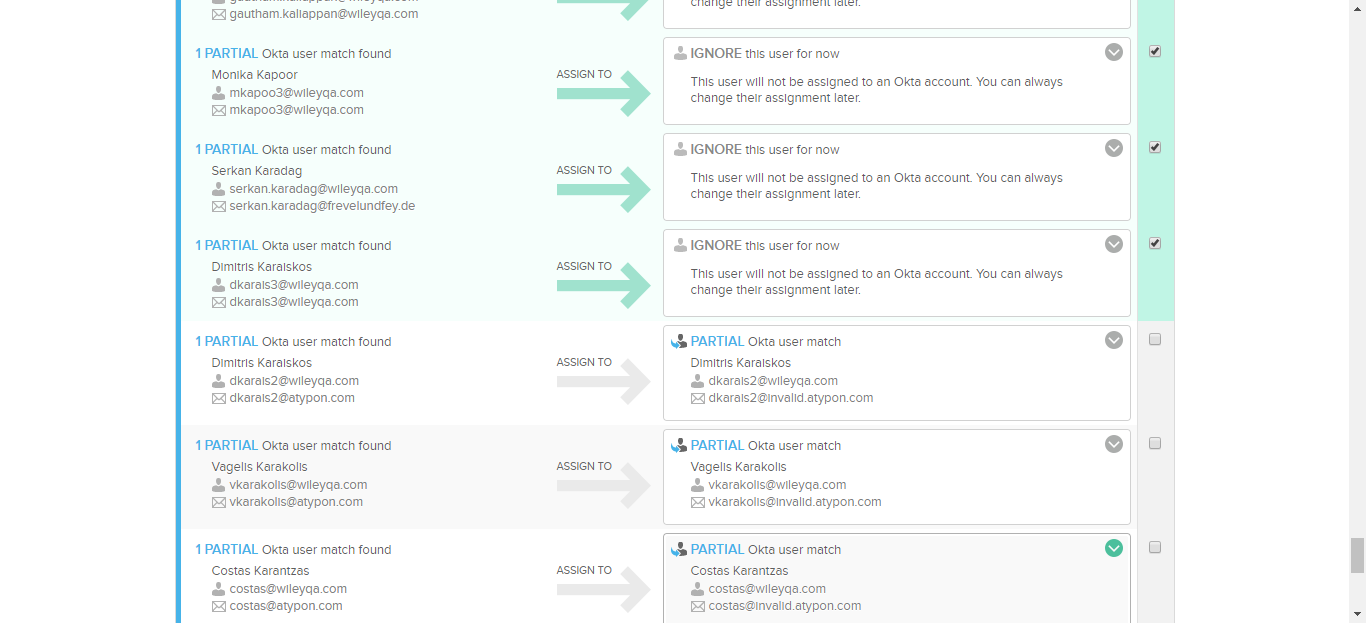 gautham.kaliappan@wileyqa.com
change their assignment later.
1 PARTIAL Okta user match found
Monika Kapoor
mkapoo3@wileyqa.com
mkapoo3@wileyqa.com
ASSIGN TO
IGNORE this user for now
This user will not be assigned to an Okta account. You can always
change their assignment later.
1 PARTIAL Okta user match found
Serkan Karadag
serkan.karadag@wileyqa.com
serkan.karadag@frevelundfey.de
ASSIGN TO
IGNORE this user for now
This user will not be assigned to an Okta account. You can always
change their assignment later.
1 PARTIAL Okta user match found
Dimitris Karaiskos
dkarais3@wileyqa.com
dkarais3@wileyqa.com
ASSIGN TO
IGNORE this user for now
This user will not be assigned to an Okta account. You can always
change their assignment later.
1 PARTIAL Okta user match found
Dimitris Karaiskos
dkarais2@wileyqa.com
dkarais2@atypon.com
ASSIGN TO
PARTIAL Okta user match
Dimitris Karaiskos
dkarais2@wileyqa.com
dkarais2@invalid.atypon.com
1 PARTIAL Okta user match found
Vagelis Karakolis
vkarakolis@wileyqa.com
vkarakolis@atypon.com
ASSIGN TO
PARTIAL Okta user match
Vagelis Karakolis
vkarakolis@wileyqa.com
vkarakolis@invalid.atypon.com
1 PARTIAL Okta user match found
Costas Karantzas
costas@wileyqa.com
costas@atypon.com
ASSIGN TO
PARTIAL Okta user match
Costas Karantzas
costas@wileyqa.com
costas@invalid.atypon.com